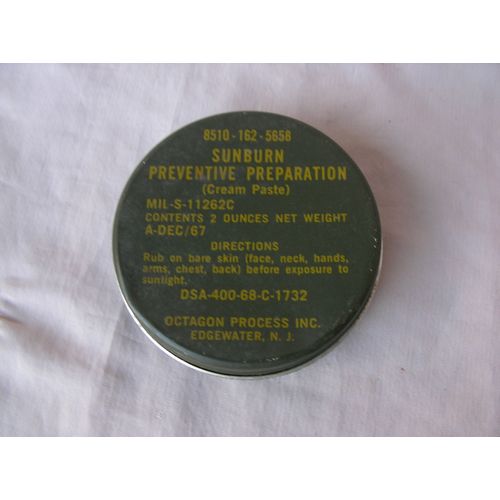 8510-162-5658
SUNBURN
PREVENTIVE PREPARATION
(Cream Paste)
MIL-S-11262C
CONTENTS 2 OUNCES NET WEIGHT
A-DEC/67
DIRECTIONS
Rub on bare skin (face, neck, hands,
arms, chest, back) before exposure to
sunlight.
DSA-400-68-C-1732
OCTAGON PROCESS INC.
EDGEWATER, N. J.